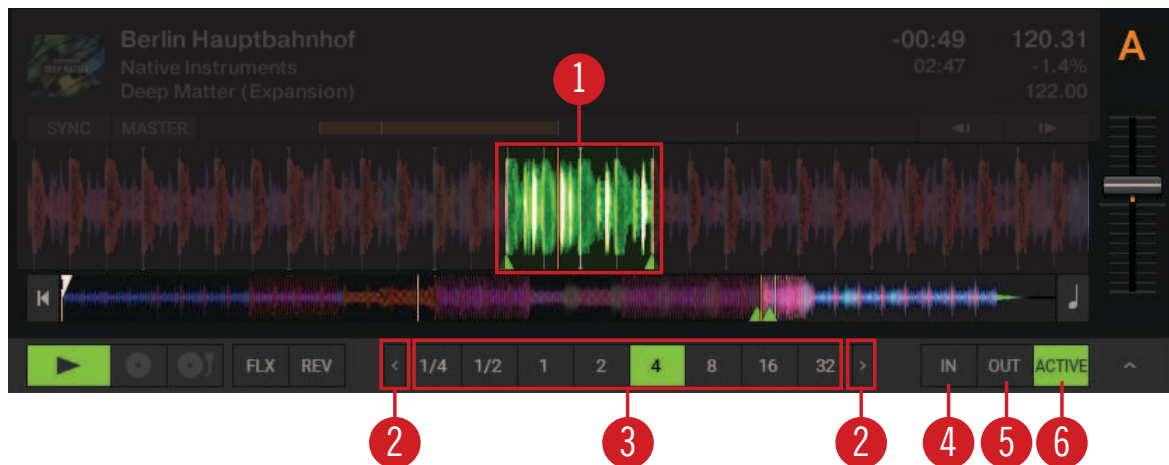 Berlin Hauptbahnhof
Native Instruments
Deep Matter (Expansion)
DEEP MATTER
-00:49 120.31
02:47 -1.4%
122.00
A
1
SYNC MASTER
FLX REV < 1/4 1/2 1 2 4 8 16 32 > IN OUT ACTIVE
2 3 2 4 5 6